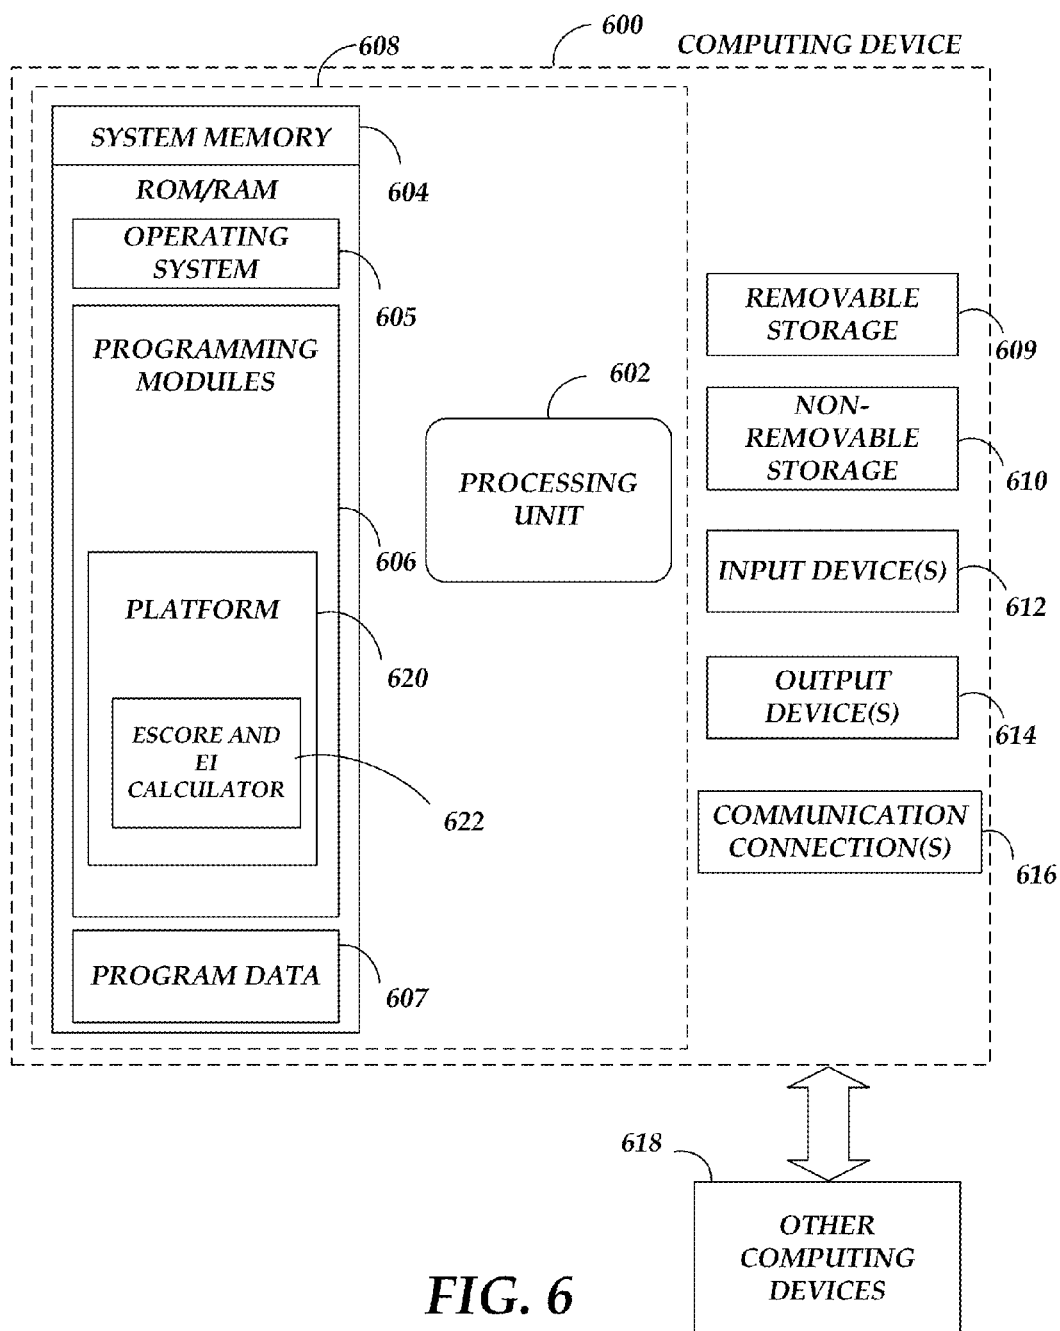 600
COMPUTING DEVICE
608
SYSTEM MEMORY
604
ROM/RAM
OPERATING
SYSTEM
605
PROGRAMMING
MODULES
606
PLATFORM
620
ESCORE AND
EI
CALCULATOR
622
PROGRAM DATA
607
602
PROCESSING
UNIT
REMOVABLE
STORAGE
609
NON-
REMOVABLE
STORAGE
610
INPUT DEVICE(S)
612
OUTPUT
DEVICE(S)
614
COMMUNICATION
CONNECTION(S)
616
618
OTHER
COMPUTING
DEVICES
FIG. 6